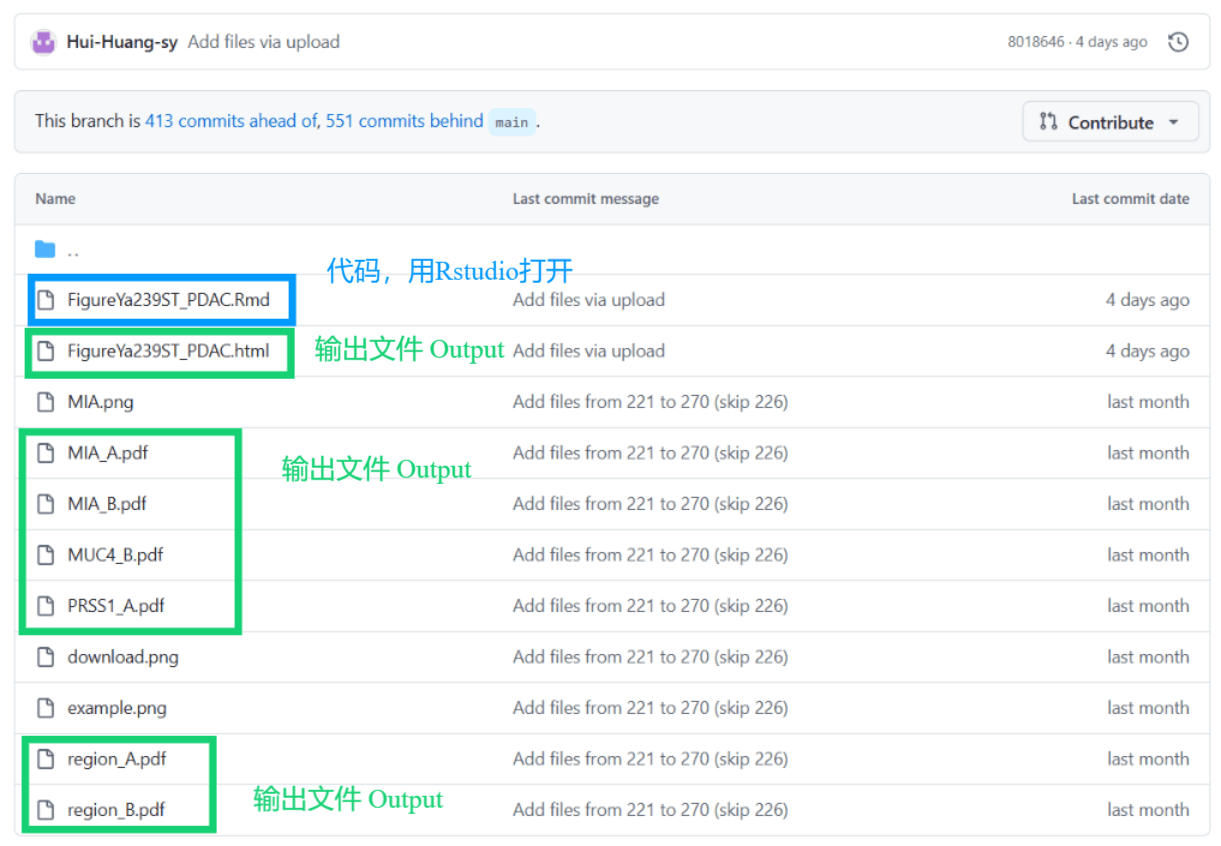 Hui-Huang-sy Add files via upload 8018646 · 4 days ago
This branch is 413 commits ahead of, 551 commits behind main .
Contribute
Name Last commit message Last commit date
..
代码，用Rstudio打开
FigureYa239ST_PDAC.Rmd Add files via upload 4 days ago
FigureYa239ST_PDAC.html 输出文件 Output Add files via upload 4 days ago
MIA.png Add files from 221 to 270 (skip 226) last month
MIA_A.pdf Add files from 221 to 270 (skip 226) last month
输出文件 Output
MIA_B.pdf Add files from 221 to 270 (skip 226) last month
MUC4_B.pdf Add files from 221 to 270 (skip 226) last month
PRSS1_A.pdf Add files from 221 to 270 (skip 226) last month
download.png Add files from 221 to 270 (skip 226) last month
example.png Add files from 221 to 270 (skip 226) last month
region_A.pdf Add files from 221 to 270 (skip 226) last month
输出文件 Output
region_B.pdf Add files from 221 to 270 (skip 226) last month